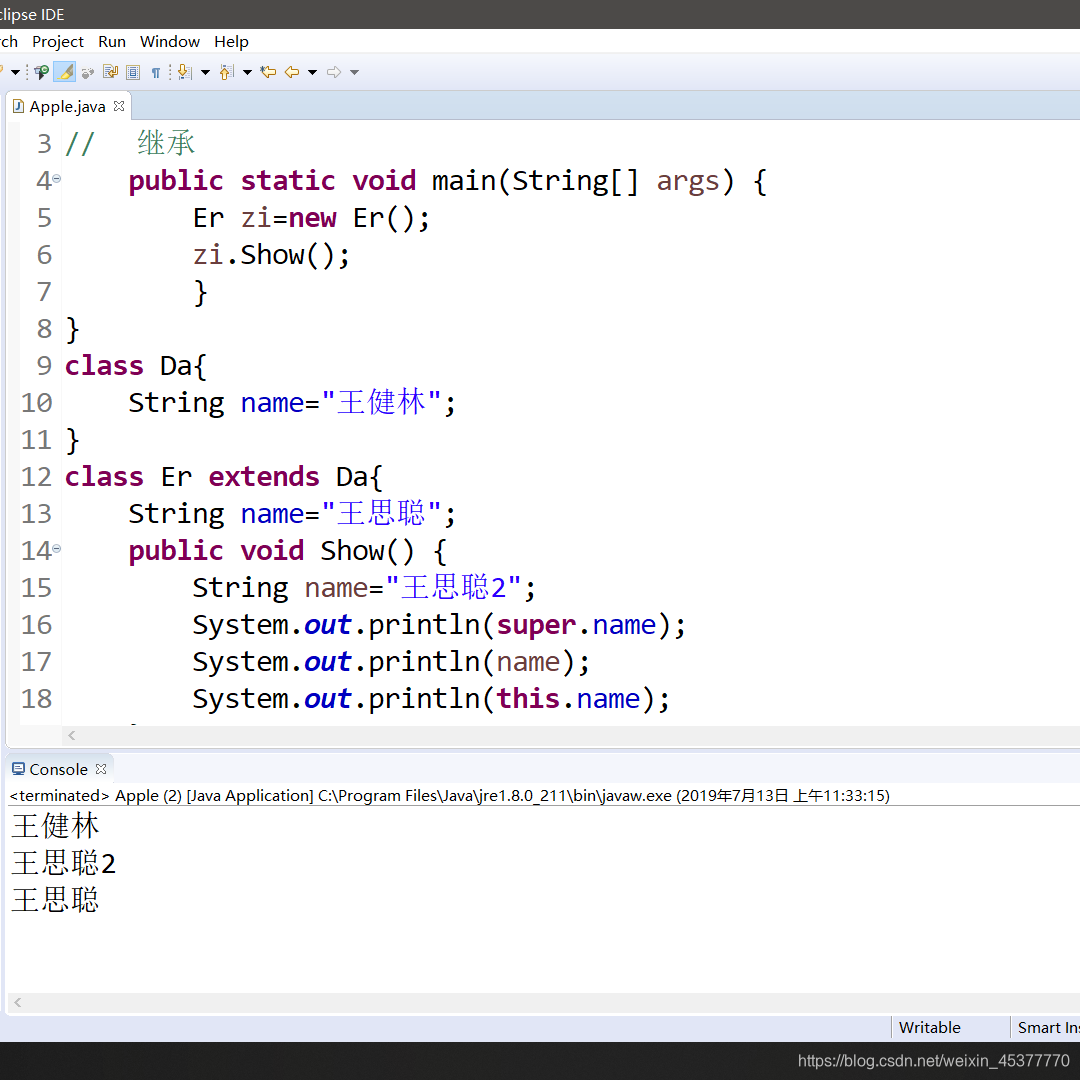 clipse IDE
rch Project Run Window Help
Apple.java
3 // 继承
4 public static void main(String[] args) {
5 Er zi=new Er();
6 zi.Show();
7 }
8 }
9 class Da{
10 String name="王健林";
11 }
12 class Er extends Da{
13 String name="王思聪";
14 public void Show() {
15 String name="王思聪2";
16 System.out.println(super.name);
17 System.out.println(name);
18 System.out.println(this.name);
Console
<terminated> Apple (2) [Java Application] C:\Program Files\Java\jre1.8.0_211\bin\javaw.exe (2019年7月13日 上午11:33:15)
王健林
王思聪2
王思聪
Writable Smart Ins
https://blog.csdn.net/weixin_45377770